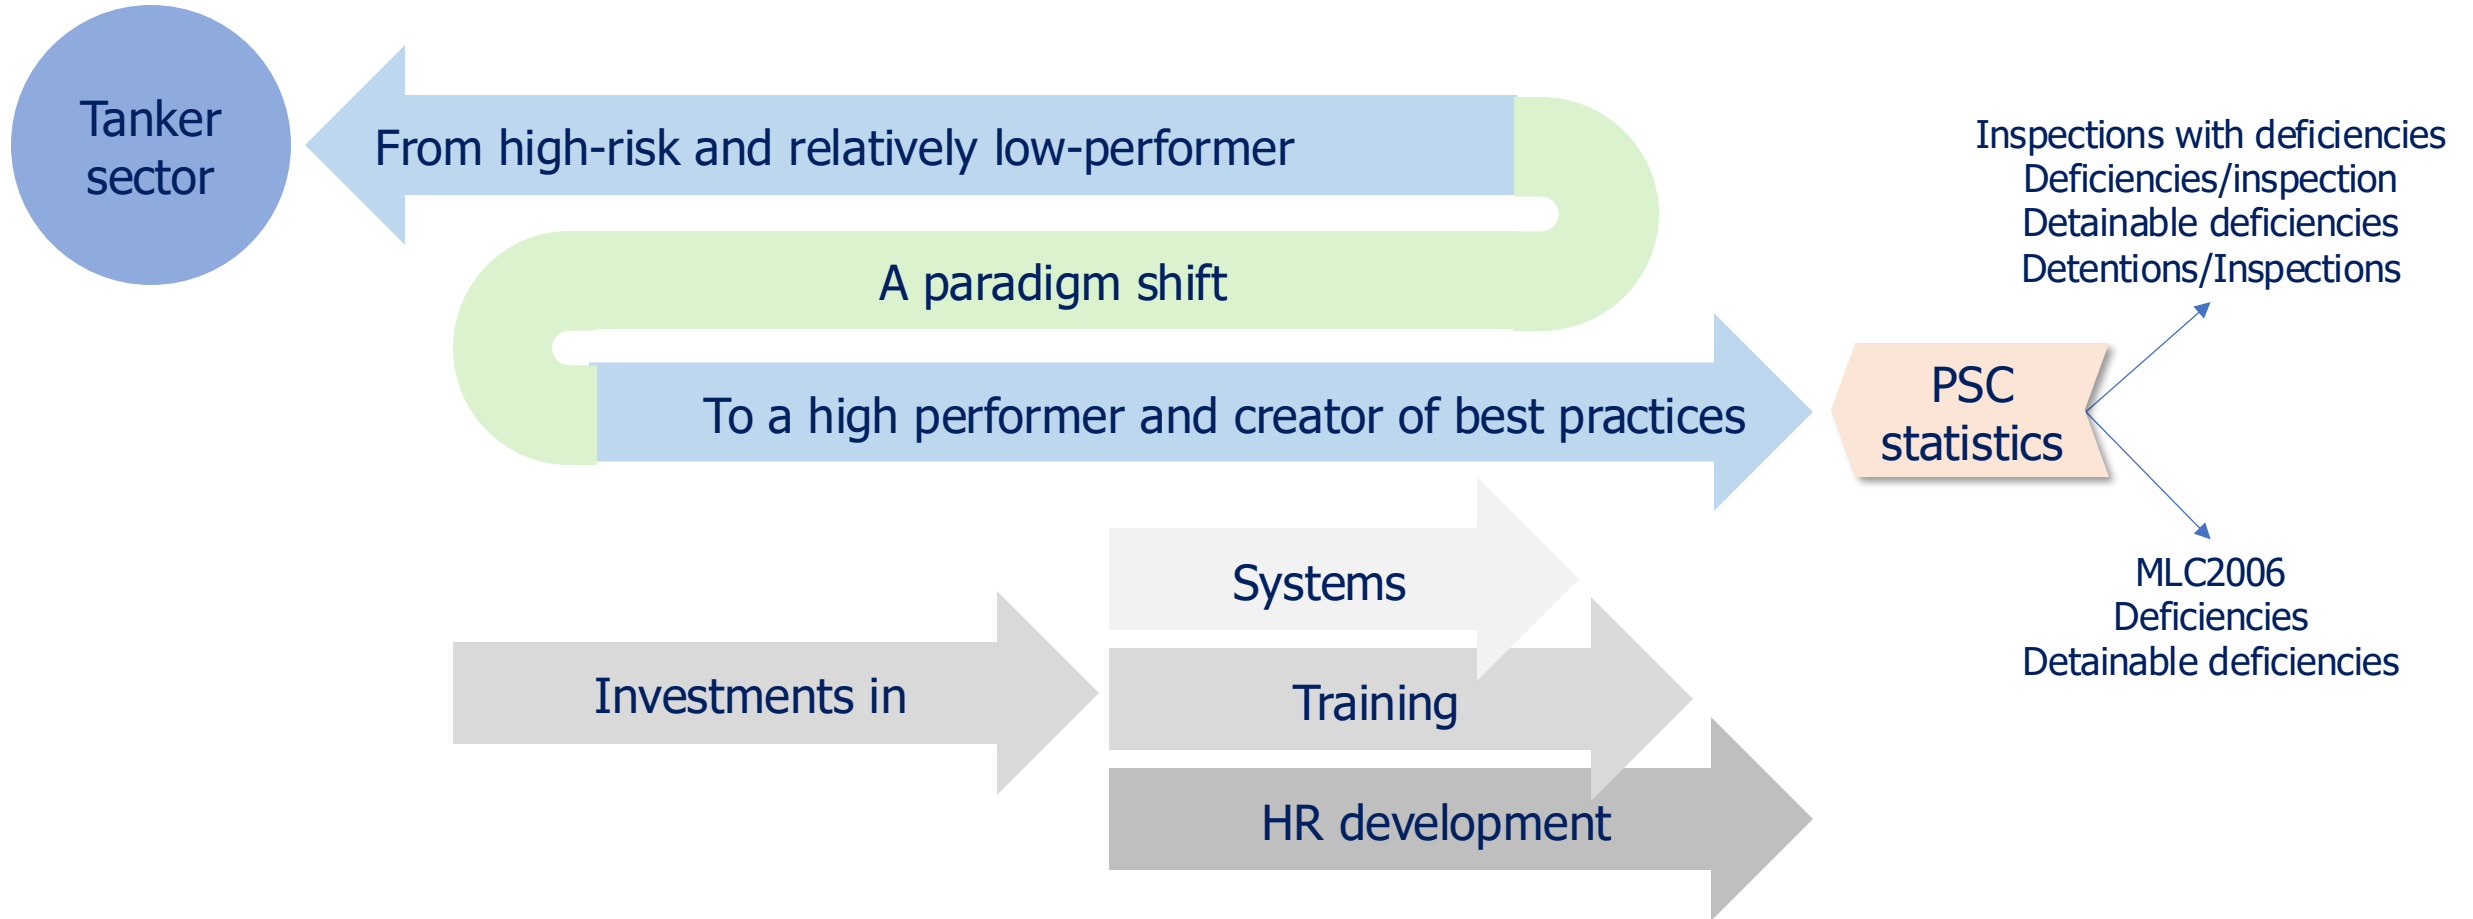 Tanker
sector
From high-risk and relatively low-performer
A paradigm shift
To a high performer and creator of best practices
PSC
statistics
Inspections with deficiencies
Deficiencies/inspection
Detainable deficiencies
Detentions/Inspections
MLC2006
Deficiencies
Detainable deficiencies
Investments in
Systems
Training
HR development